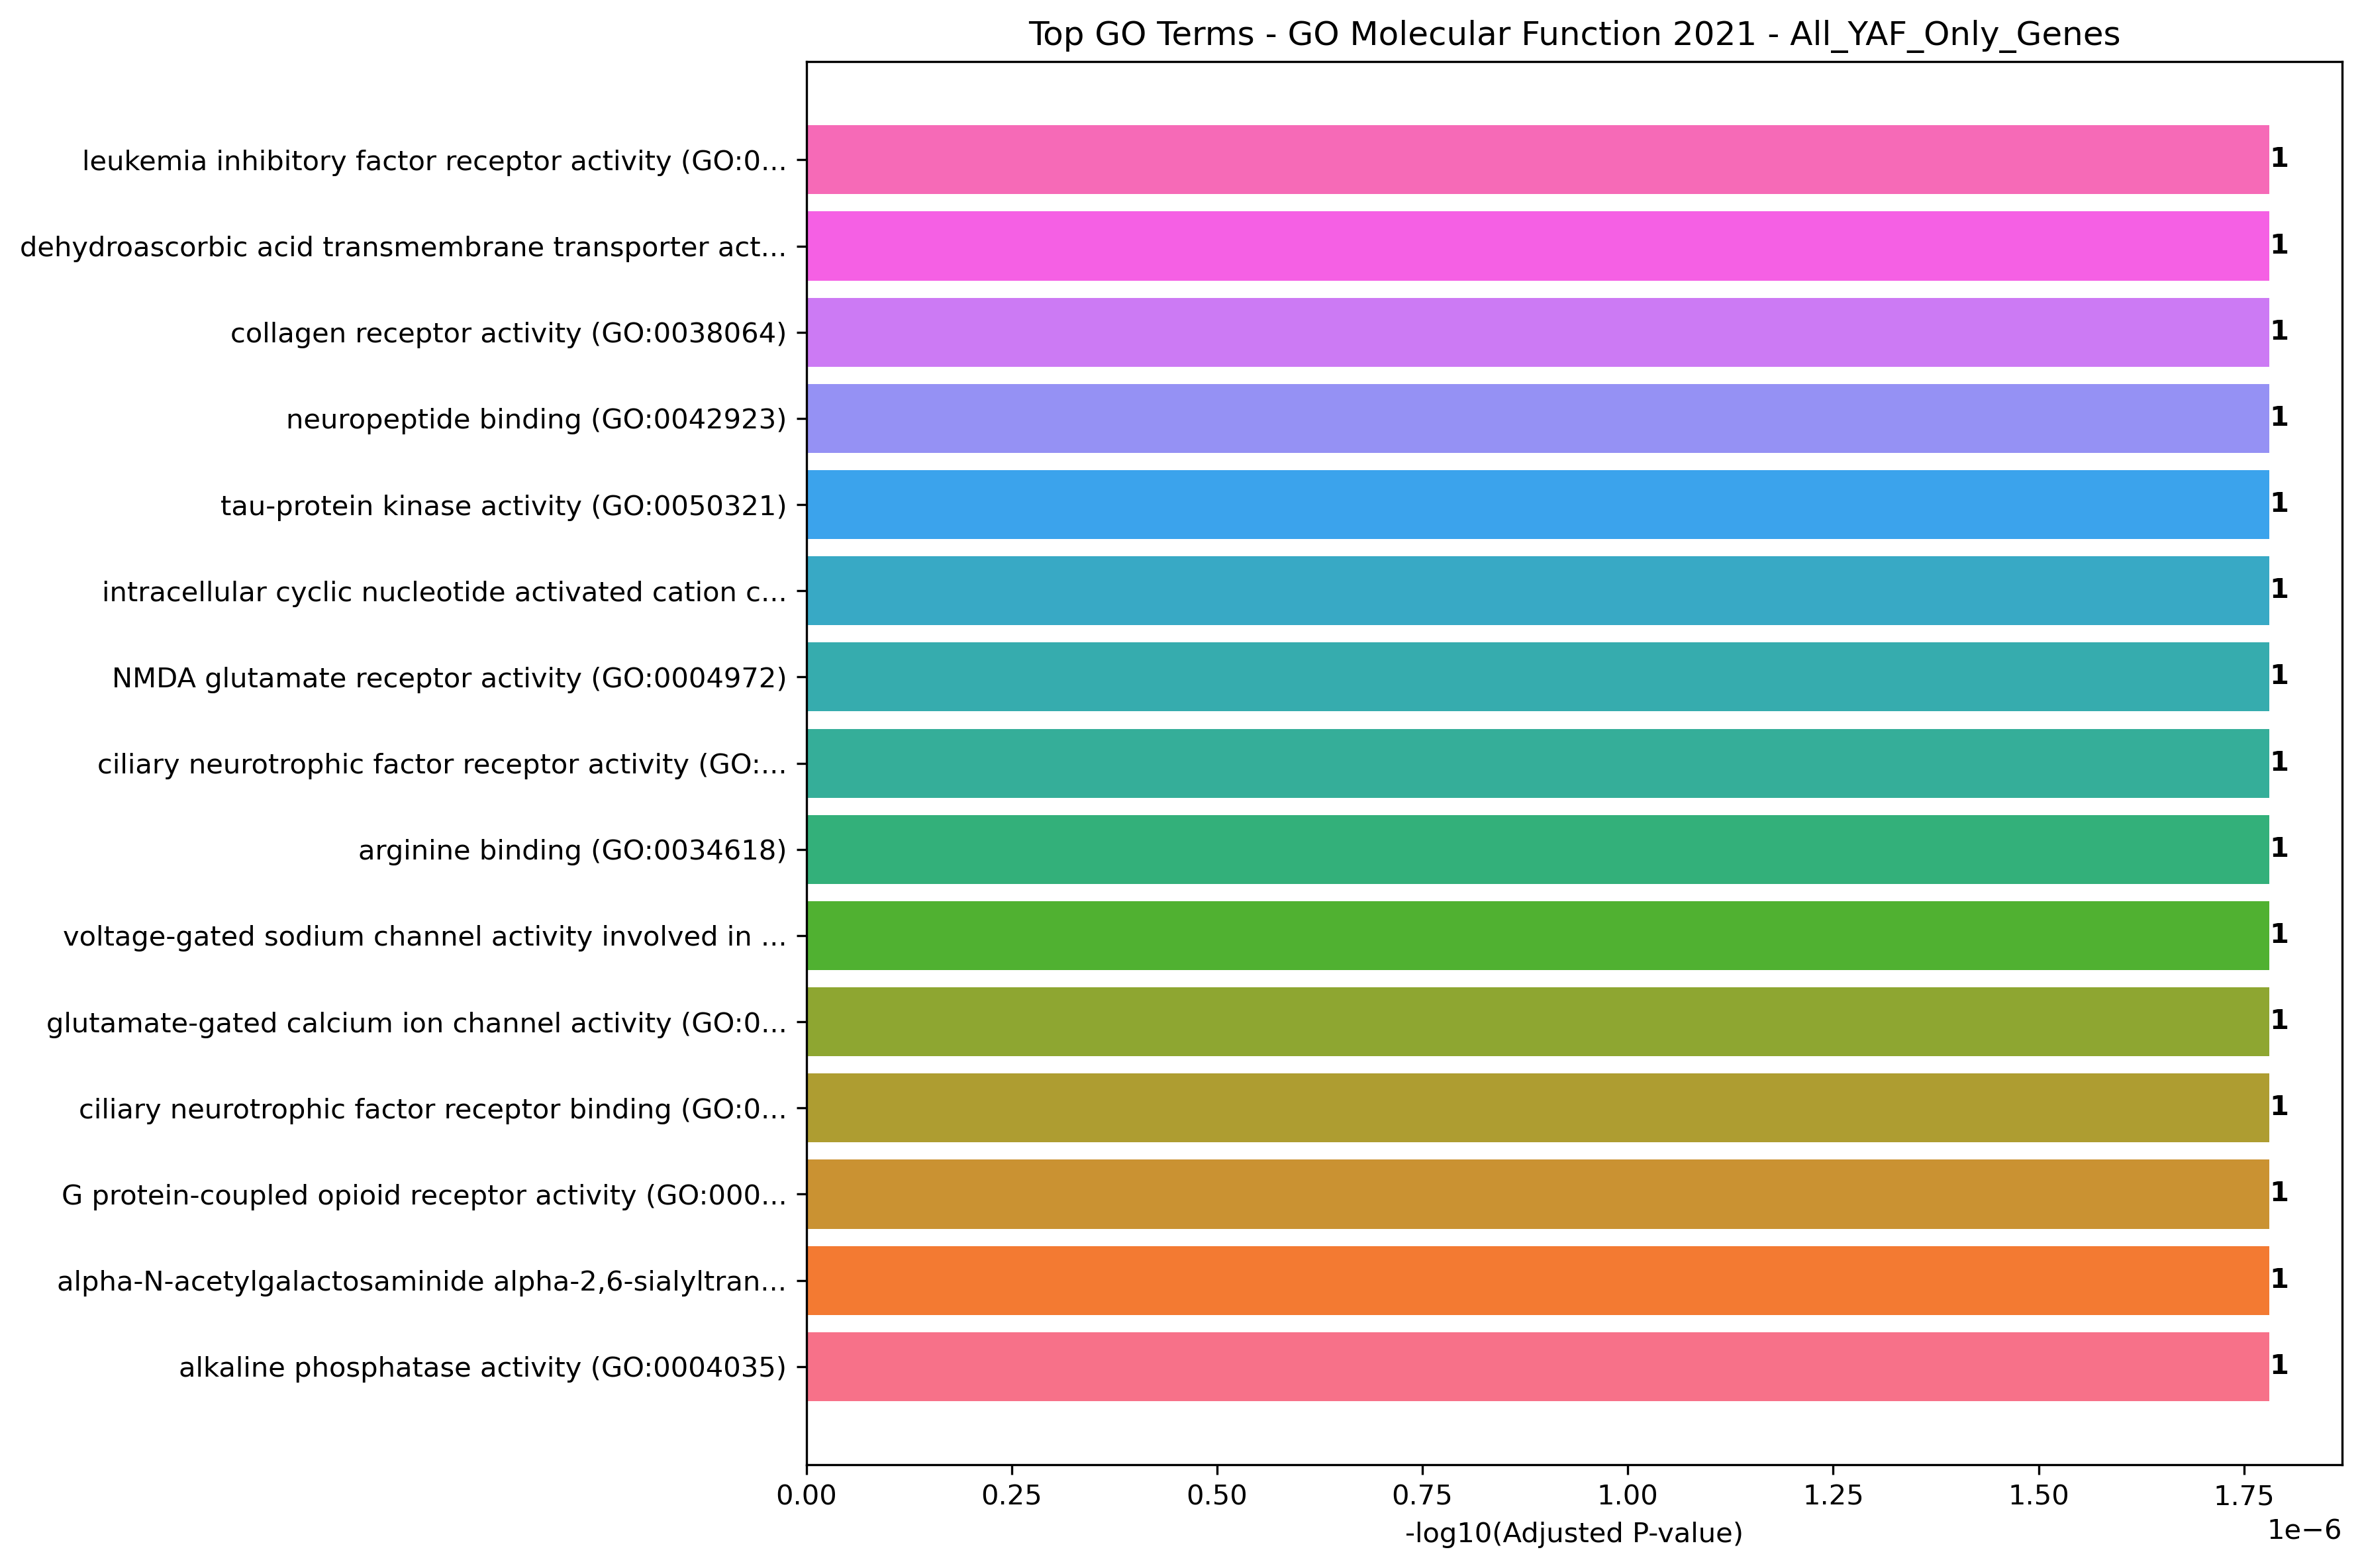 Top GO Terms - GO Molecular Function 2021 - All_YAF_Only_Genes
leukemia inhibitory factor receptor activity (GO:0... 1
dehydroascorbic acid transmembrane transporter act... 1
collagen receptor activity (GO:0038064) 1
neuropeptide binding (GO:0042923) 1
tau-protein kinase activity (GO:0050321) 1
intracellular cyclic nucleotide activated cation c... 1
NMDA glutamate receptor activity (GO:0004972) 1
ciliary neurotrophic factor receptor activity (GO:... 1
arginine binding (GO:0034618) 1
voltage-gated sodium channel activity involved in ... 1
glutamate-gated calcium ion channel activity (GO:0... 1
ciliary neurotrophic factor receptor binding (GO:0... 1
G protein-coupled opioid receptor activity (GO:000... 1
alpha-N-acetylgalactosaminide alpha-2,6-sialyltran... 1
alkaline phosphatase activity (GO:0004035) 1
0.00 0.25 0.50 0.75 1.00 1.25 1.50 1.75
-log10(Adjusted P-value) 1e−6